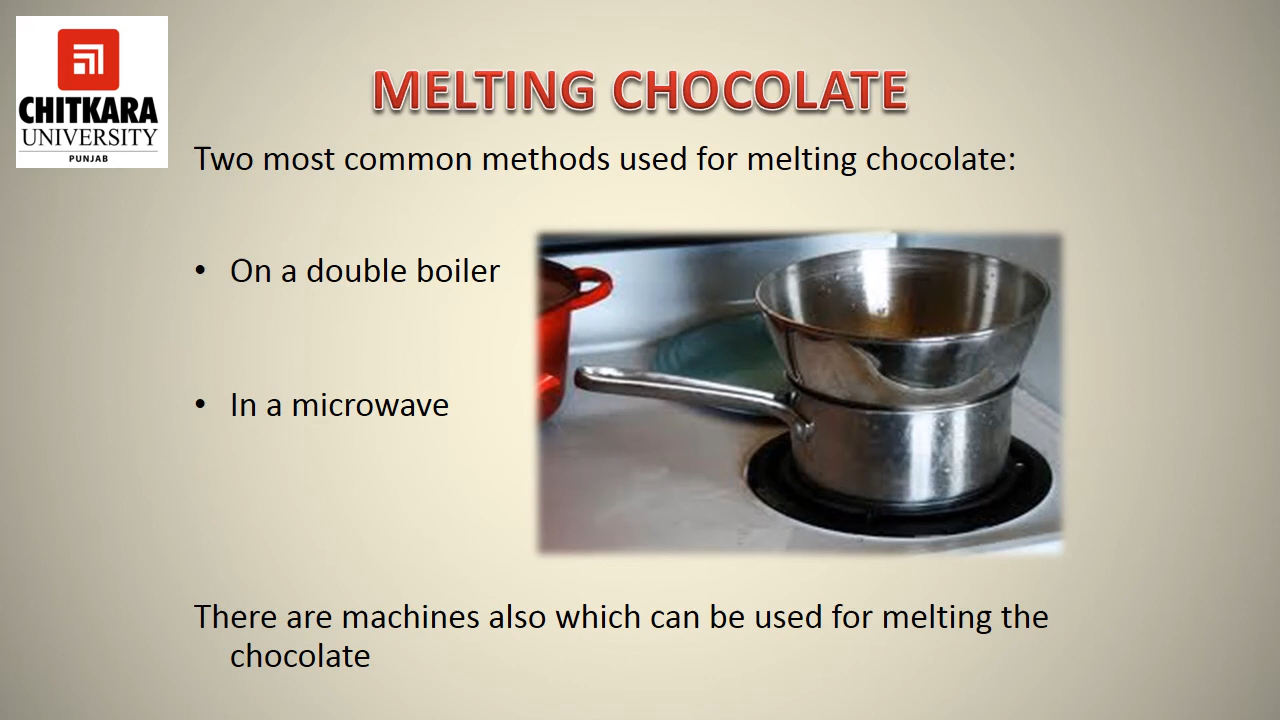 CHITKARA
UNIVERSITY
PUNJAB
MELTING CHOCOLATE
Two most common methods used for melting chocolate:
• On a double boiler
• In a microwave
There are machines also which can be used for melting the
chocolate